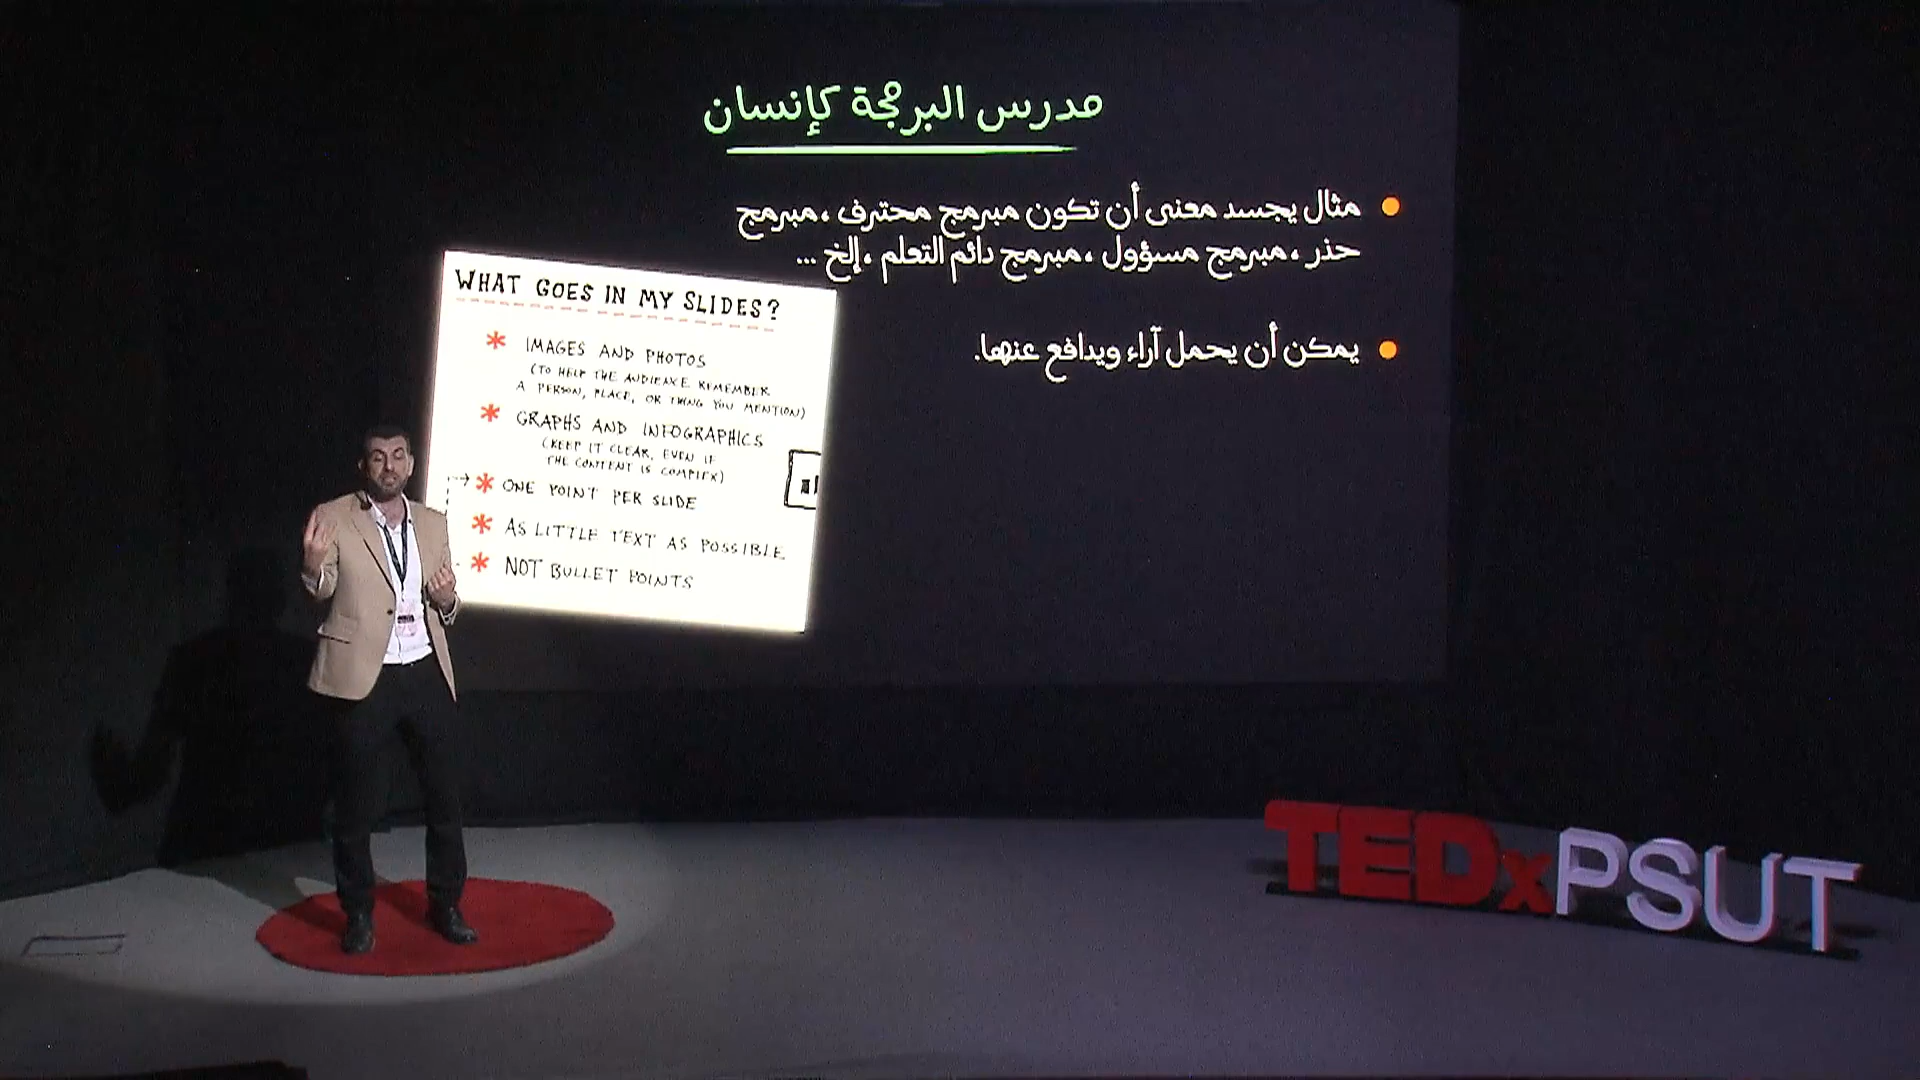 مدرس البرمجة كإنسان
مثال يجسد معنى أن تكون مبرمج محترف ،مبرمج
حذر ،مبرمج مسؤول ،مبرمج دائم التعلم ،إلخ ...
يمكن أن يحمل آراء ويدافع عنها.
WHAT GOES IN MY SLIDES?
* IMAGES AND PHOTOS
(TO HELP THE AUDIENCE REMEMBER
A PERSON, PLACE, OR THING YOU MENTION)
* GRAPHS AND INFOGRAPHICS
(KEEP IT CLEAR, EVEN IF
THE CONTENT IS COMPLEX)
* ONE POINT PER SLIDE
* AS LITTLE TEXT AS POSSIBLE
* NOT BULLET POINTS
TEDxPSUT